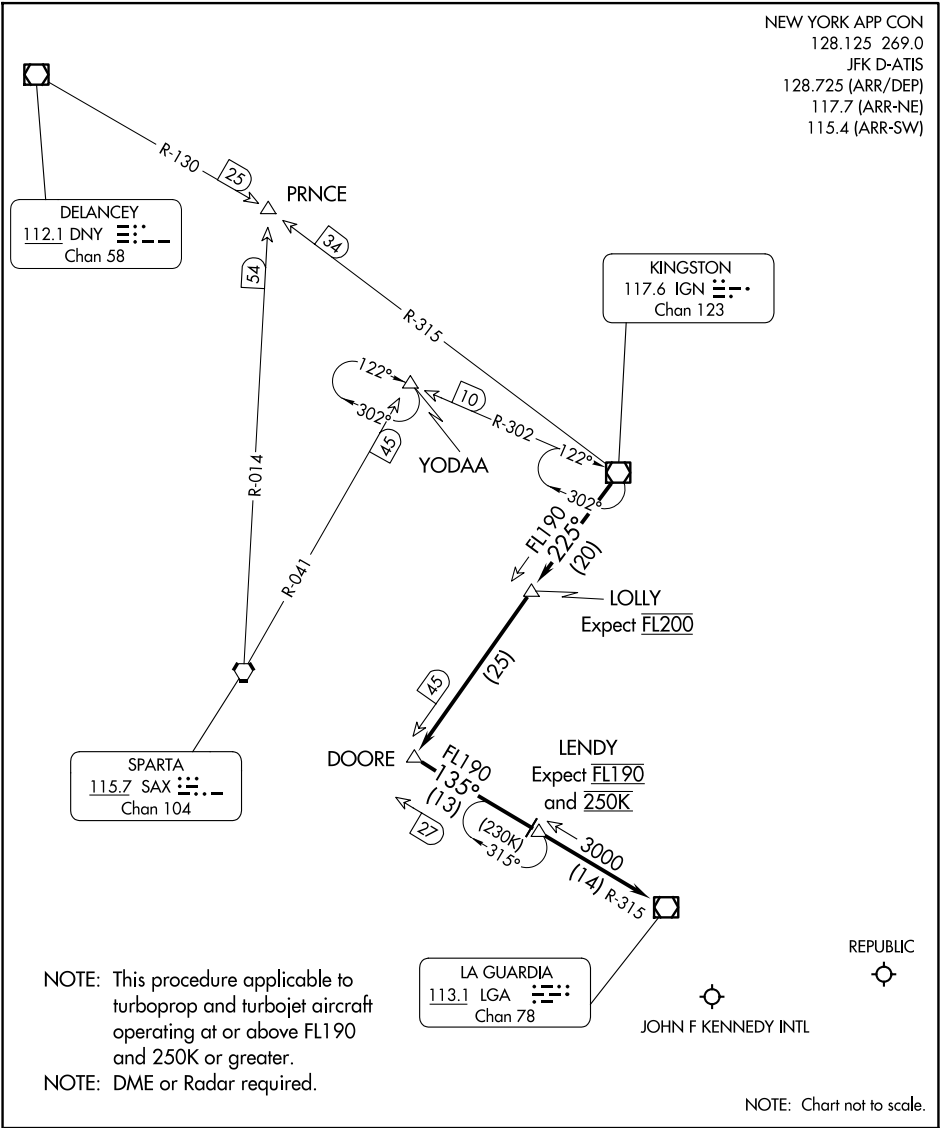 NEW YORK APP CON
128.125 269.0
JFK D-ATIS
128.725 (ARR/DEP)
117.7 (ARR-NE)
115.4 (ARR-SW)
R-130
25
PRNCE
DELANCEY
112.1 DNY
Chan 58
34
54
R-315
KINGSTON
117.6 IGN
Chan 123
122°
302°
10
R-302
45
YODAA
122°
302°
R-014
R-041
FL190
225°
(20)
LOLLY
Expect FL200
(25)
45
SPARTA
115.7 SAX
Chan 104
DOORE
FL190
135°
(13)
27
LENDY
Expect FL190
and 250K
(230K)
315°
3000
(14)
R-315
LA GUARDIA
113.1 LGA
Chan 78
REPUBLIC
JOHN F KENNEDY INTL
NOTE: This procedure applicable to
turboprop and turbojet aircraft
operating at or above FL190
and 250K or greater.
NOTE: DME or Radar required.
NOTE: Chart not to scale.